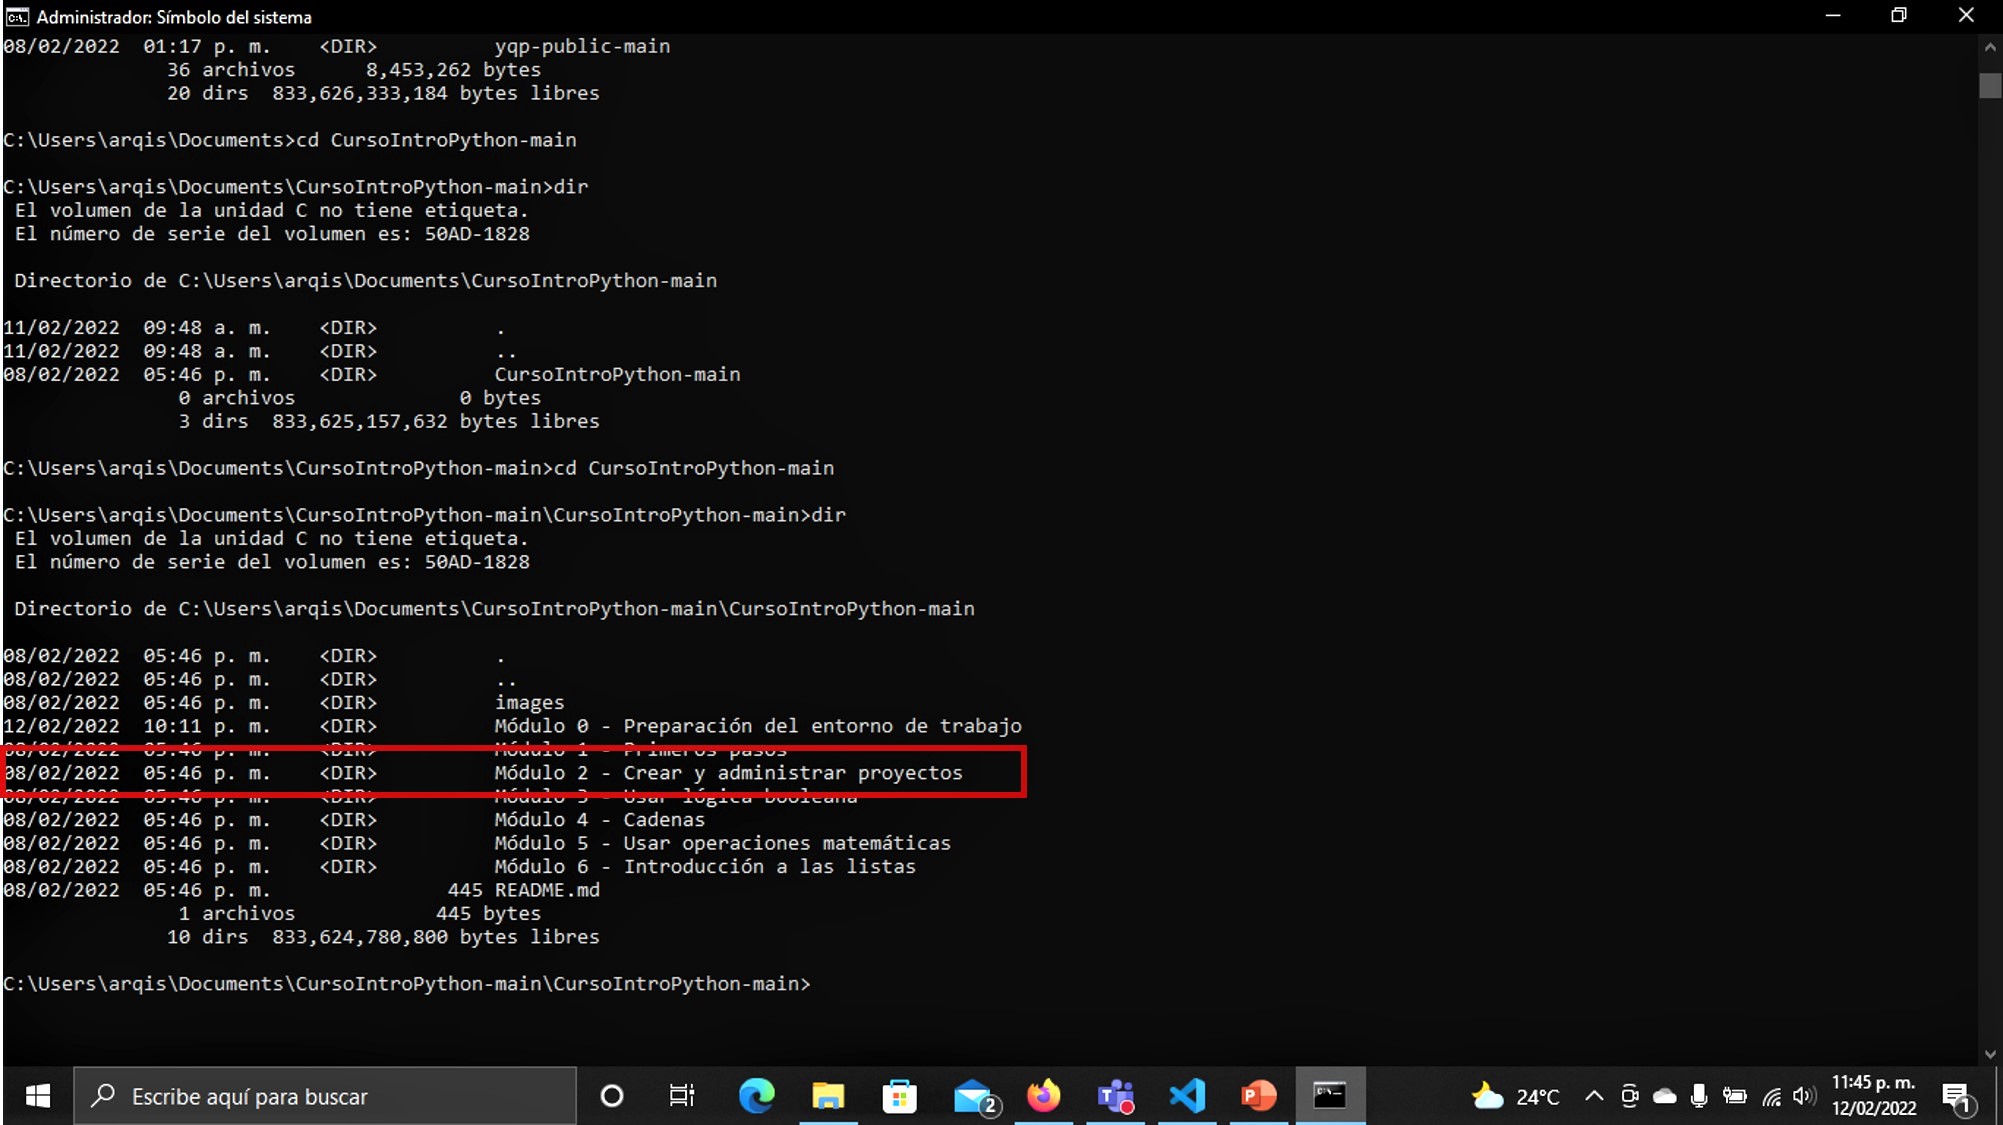 Administrador: Símbolo del sistema
08/02/2022  01:17 p. m.    <DIR>          yqp-public-main
36 archivos      8,453,262 bytes
20 dirs  833,626,333,184 bytes libres
C:\Users\arqis\Documents>cd CursoIntroPython-main
C:\Users\arqis\Documents\CursoIntroPython-main>dir
El volumen de la unidad C no tiene etiqueta.
El número de serie del volumen es: 50AD-1828
Directorio de C:\Users\arqis\Documents\CursoIntroPython-main
11/02/2022  09:48 a. m.    <DIR>          .
11/02/2022  09:48 a. m.    <DIR>          ..
08/02/2022  05:46 p. m.    <DIR>          CursoIntroPython-main
0 archivos              0 bytes
3 dirs  833,625,157,632 bytes libres
C:\Users\arqis\Documents\CursoIntroPython-main>cd CursoIntroPython-main
C:\Users\arqis\Documents\CursoIntroPython-main\CursoIntroPython-main>dir
El volumen de la unidad C no tiene etiqueta.
El número de serie del volumen es: 50AD-1828
Directorio de C:\Users\arqis\Documents\CursoIntroPython-main\CursoIntroPython-main
08/02/2022  05:46 p. m.    <DIR>          .
08/02/2022  05:46 p. m.    <DIR>          ..
08/02/2022  05:46 p. m.    <DIR>          images
12/02/2022  10:11 p. m.    <DIR>          Módulo 0 - Preparación del entorno de trabajo
08/02/2022  05:46 p. m.    <DIR>          Módulo 1 - Primeros pasos
08/02/2022  05:46 p. m.    <DIR>          Módulo 2 - Crear y administrar proyectos
08/02/2022  05:46 p. m.    <DIR>          Módulo 3 - Usar lógica booleana
08/02/2022  05:46 p. m.    <DIR>          Módulo 4 - Cadenas
08/02/2022  05:46 p. m.    <DIR>          Módulo 5 - Usar operaciones matemáticas
08/02/2022  05:46 p. m.    <DIR>          Módulo 6 - Introducción a las listas
08/02/2022  05:46 p. m.               445 README.md
1 archivos            445 bytes
10 dirs  833,624,780,800 bytes libres
C:\Users\arqis\Documents\CursoIntroPython-main\CursoIntroPython-main>
Escribe aquí para buscar
2
24°C
11:45 p. m.
12/02/2022
1